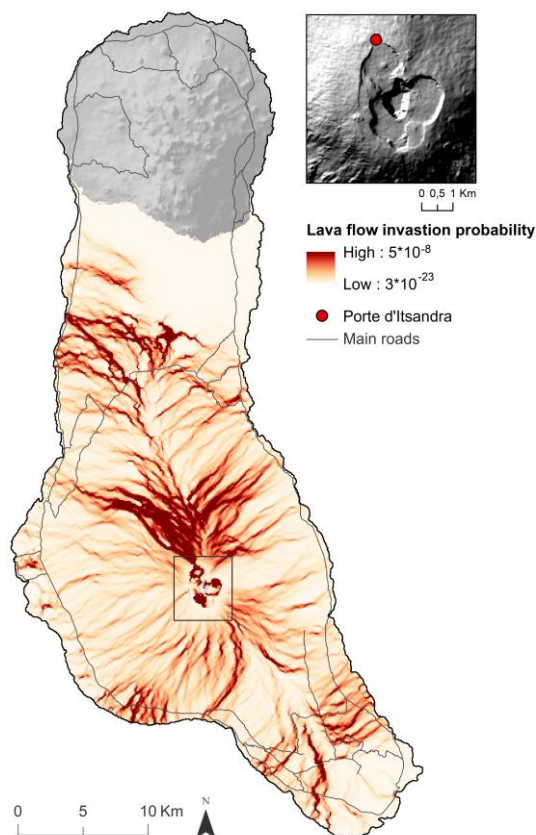 0 0,5 1 Km
Lava flow invastion probability
High : 5*10-8
Low : 3*10-23
Porte d'Itsandra
Main roads
0 5 10 Km
N